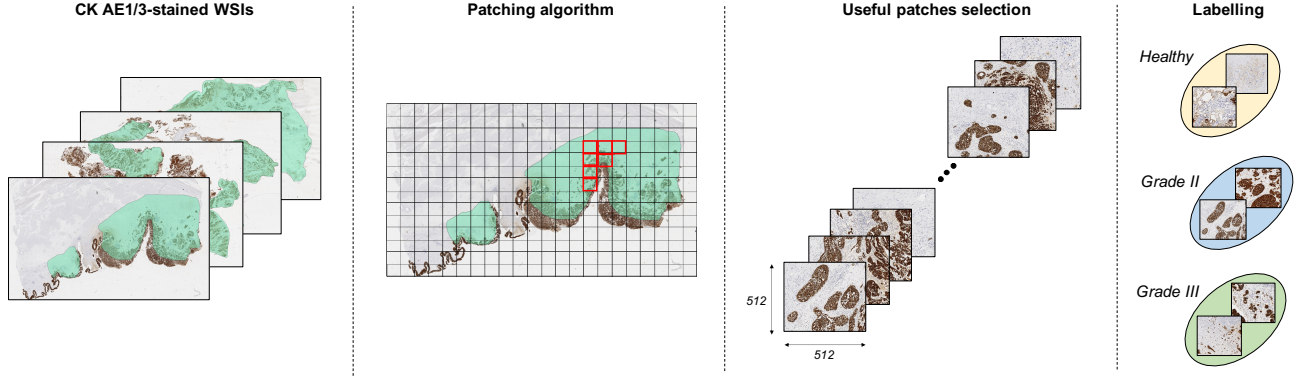 CK AE1/3-stained WSIs
Patching algorithm
Useful patches selection
Labelling
Healthy
Grade II
Grade III
512
512